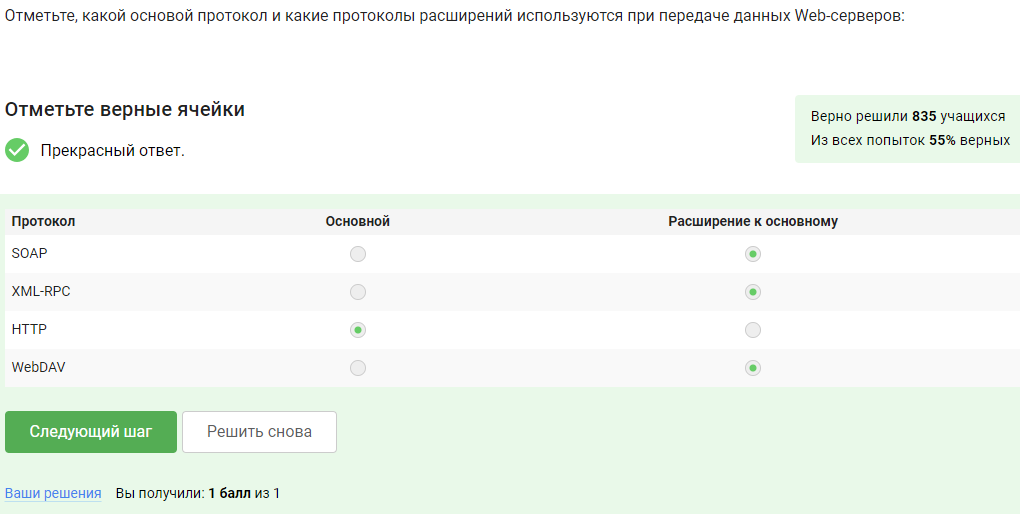 Отметьте, какой основой протокол и какие протоколы расширений используются при передаче данных Web-серверов:
Отметьте верные ячейки
Прекрасный ответ.
Верно решили 835 учащихся
Из всех попыток 55% верных
Протокол Основной Расширение к основному
SOAP
XML-RPC
HTTP
WebDAV
Следующий шаг Решить снова
Ваши решения Вы получили: 1 балл из 1